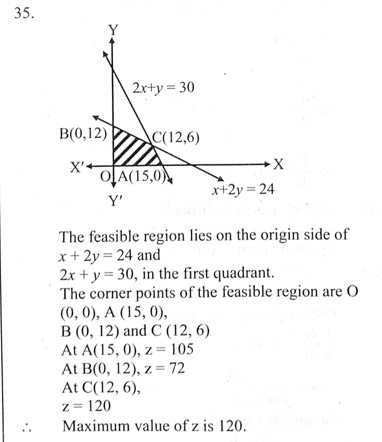 35.
Y
2x+y = 30
B(0,12)
C(12,6)
X' O A(15,0) X
Y' x+2y = 24
The feasible region lies on the origin side of
x + 2y = 24 and
2x + y = 30, in the first quadrant.
The corner points of the feasible region are O
(0, 0), A (15, 0),
B (0, 12) and C (12, 6)
At A(15, 0), z = 105
At B(0, 12), z = 72
At C(12, 6),
z = 120
∴ Maximum value of z is 120.